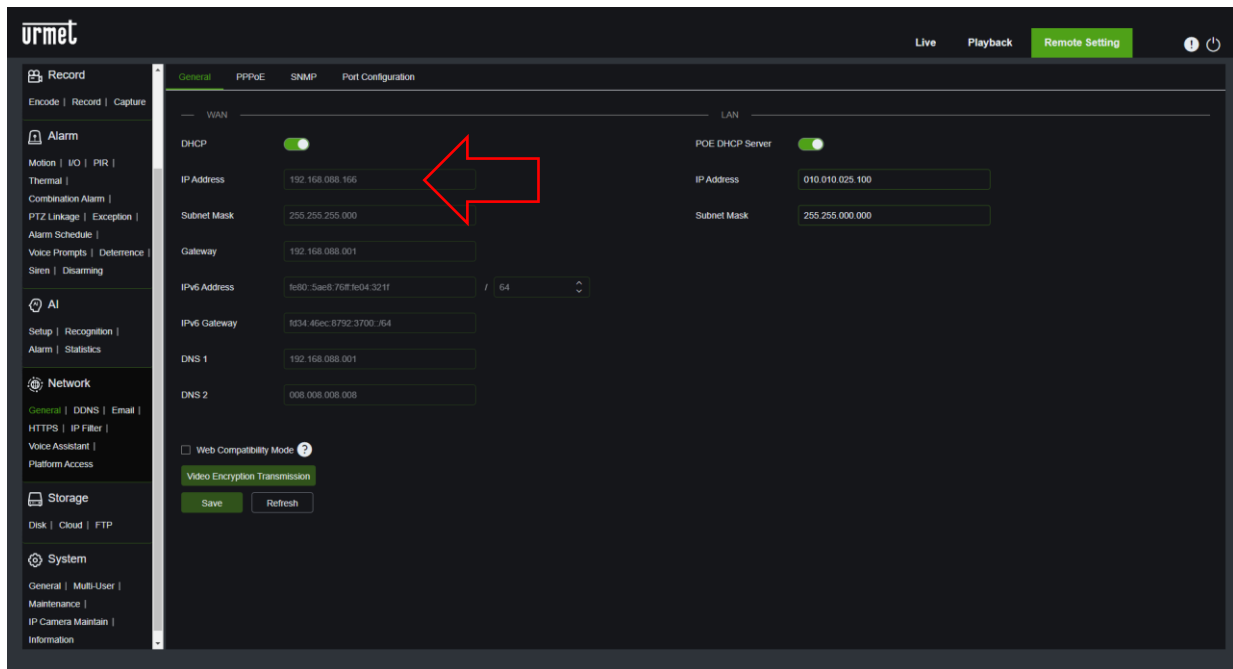 urmet
Live Playback Remote Setting
Record
Encode | Record | Capture
Alarm
Motion | I/O | PIR |
Thermal |
Combination Alarm |
PTZ Linkage | Exception |
Alarm Schedule |
Voice Prompts | Deterrence |
Siren | Disarming
AI
Setup | Recognition |
Alarm | Statistics
Network
General | DDNS | Email |
HTTPS | IP Filter |
Voice Assistant |
Platform Access
Storage
Disk | Cloud | FTP
System
General | Multi-User |
Maintenance |
IP Camera Maintain |
Information
General PPPoE SNMP Port Configuration
WAN
DHCP
IP Address 192.168.088.166
Subnet Mask 255.255.255.000
Gateway 192.168.088.001
IPv6 Address fe80::5ae8:76ff:fe04:321f / 64
IPv6 Gateway fd34:46ec:8792:3700::/64
DNS 1 192.168.088.001
DNS 2 008.008.008.008
Web Compatibility Mode ?
Video Encryption Transmission
Save Refresh
LAN
POE DHCP Server
IP Address 010.010.025.100
Subnet Mask 255.255.000.000